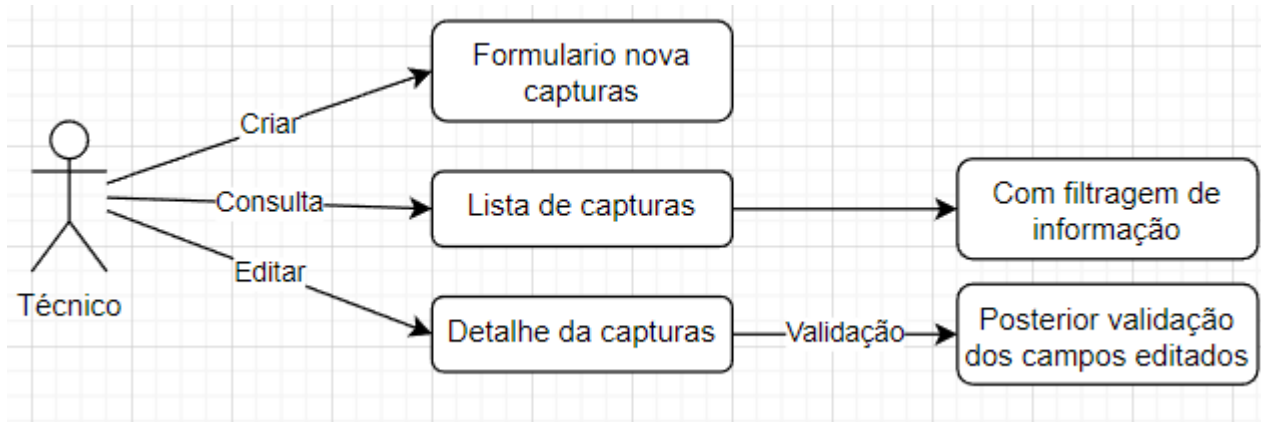 Formulario nova
capturas
Criar
Consulta
Lista de capturas
Com filtragem de
informação
Editar
Técnico
Detalhe da capturas
Validação
Posterior validação
dos campos editados